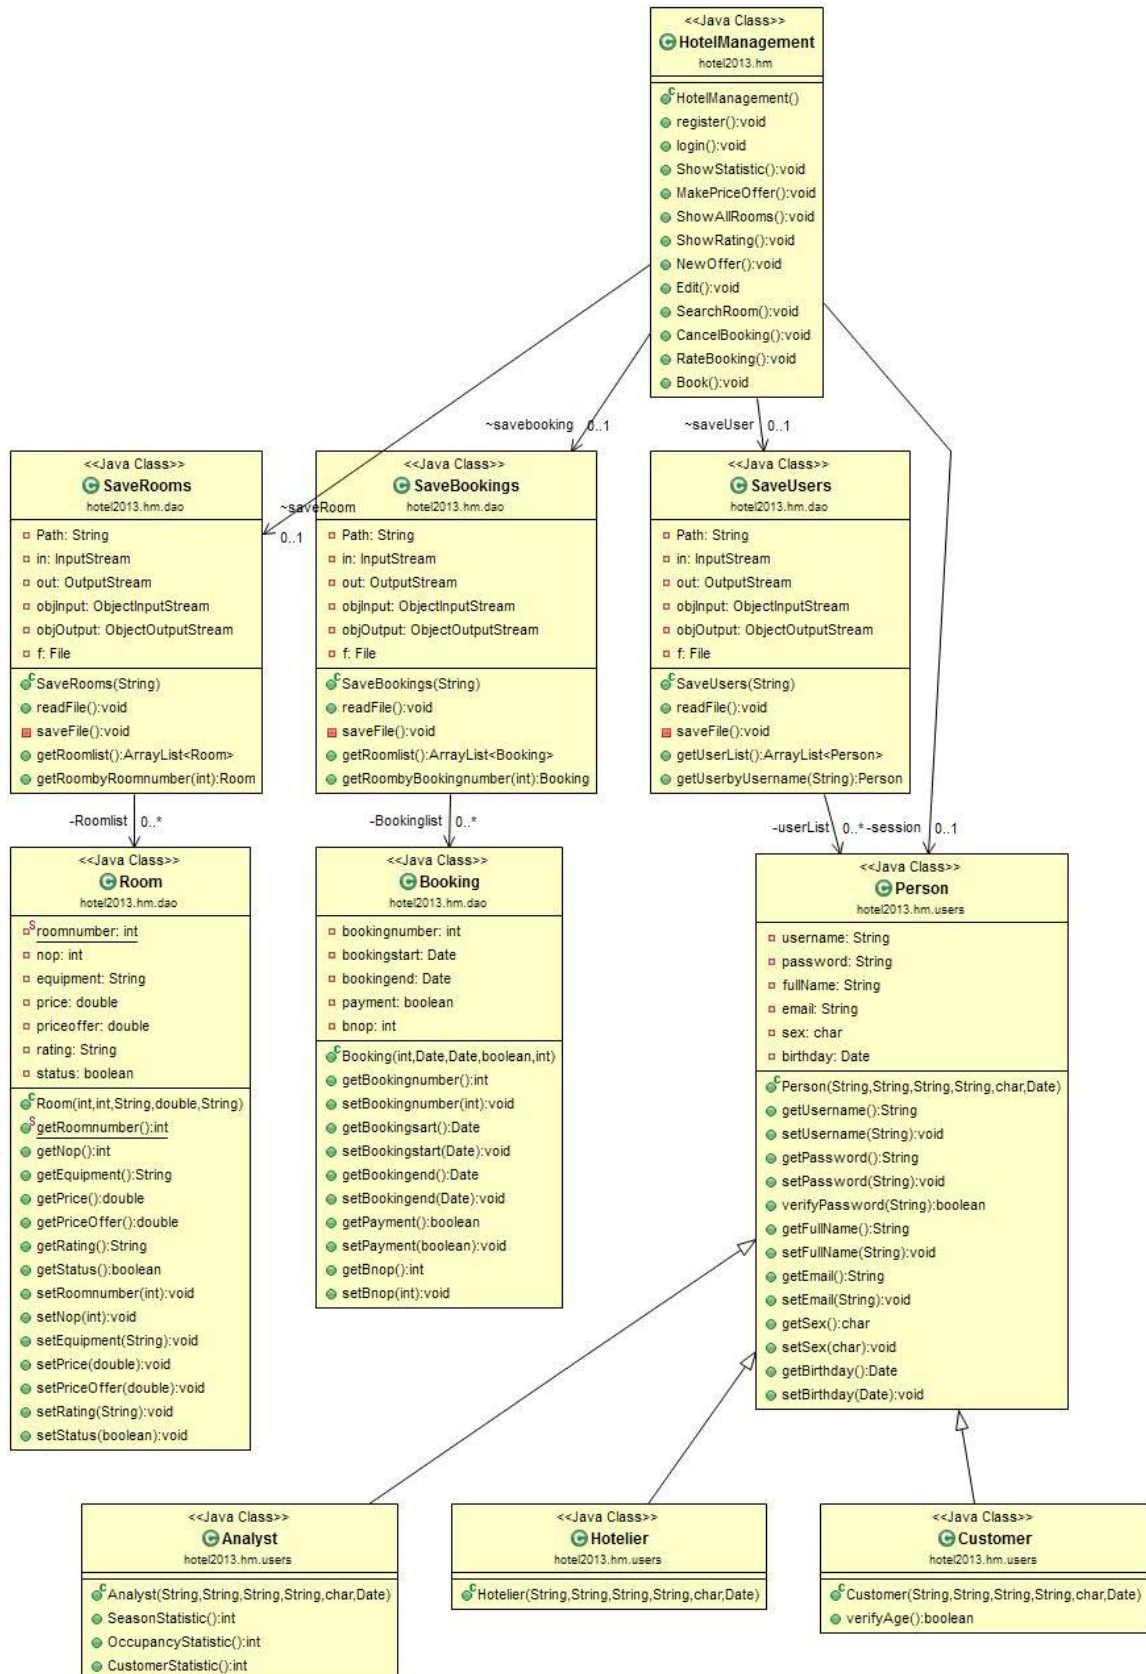 <<Java Class>>
HotelManagement
hotel2013.hm
HotelManagement()
register():void
login():void
ShowStatistic():void
MakePriceOffer():void
ShowAllRooms():void
ShowRating():void
NewOffer():void
Edit():void
SearchRoom():void
CancelBooking():void
RateBooking():void
Book():void
~saveRoom
0..1
~savebooking 0..1
~saveUser 0..1
<<Java Class>>
SaveRooms
hotel2013.hm.dao
Path: String
in: InputStream
out: OutputStream
objInput: ObjectInputStream
objOutput: ObjectOutputStream
f: File
SaveRooms(String)
readFile():void
saveFile():void
getRoomlist():ArrayList<Room>
getRoombyRoomnumber(int):Room
<<Java Class>>
SaveBookings
hotel2013.hm.dao
Path: String
in: InputStream
out: OutputStream
objInput: ObjectInputStream
objOutput: ObjectOutputStream
f: File
SaveBookings(String)
readFile():void
saveFile():void
getRoomlist():ArrayList<Booking>
getRoombyBookingnumber(int):Booking
<<Java Class>>
SaveUsers
hotel2013.hm.dao
Path: String
in: InputStream
out: OutputStream
objInput: ObjectInputStream
objOutput: ObjectOutputStream
f: File
SaveUsers(String)
readFile():void
saveFile():void
getUserList():ArrayList<Person>
getUserbyUsername(String):Person
-Roomlist 0..*
-Bookinglist 0..*
-userList 0..* -session 0..1
<<Java Class>>
Room
hotel2013.hm.dao
roomnumber: int
nop: int
equipment: String
price: double
priceoffer: double
rating: String
status: boolean
Room(int,int,String,double,String)
getRoomnumber():int
getNop():int
getEquipment():String
getPrice():double
getPriceOffer():double
getRating():String
getStatus():boolean
setRoomnumber(int):void
setNop(int):void
setEquipment(String):void
setPrice(double):void
setPriceOffer(double):void
setRating(String):void
setStatus(boolean):void
<<Java Class>>
Booking
hotel2013.hm.dao
bookingnumber: int
bookingstart: Date
bookingend: Date
payment: boolean
bnop: int
Booking(int,Date,Date,boolean,int)
getBookingnumber():int
setBookingnumber(int):void
getBookingsart():Date
setBookingstart(Date):void
getBookingend():Date
setBookingend(Date):void
getPayment():boolean
setPayment(boolean):void
getBnop():int
setBnop(int):void
<<Java Class>>
Person
hotel2013.hm.users
username: String
password: String
fullName: String
email: String
sex: char
birthday: Date
Person(String,String,String,String,char,Date)
getUsername():String
setUsername(String):void
getPassword():String
setPassword(String):void
verifyPassword(String):boolean
getFullName():String
setFullName(String):void
getEmail():String
setEmail(String):void
getSex():char
setSex(char):void
getBirthday():Date
setBirthday(Date):void
<<Java Class>>
Analyst
hotel2013.hm.users
Analyst(String,String,String,String,char,Date)
SeasonStatistic():int
OccupancyStatistic():int
CustomerStatistic():int
<<Java Class>>
Hotelier
hotel2013.hm.users
Hotelier(String,String,String,String,char,Date)
<<Java Class>>
Customer
hotel2013.hm.users
Customer(String,String,String,String,char,Date)
verifyAge():boolean